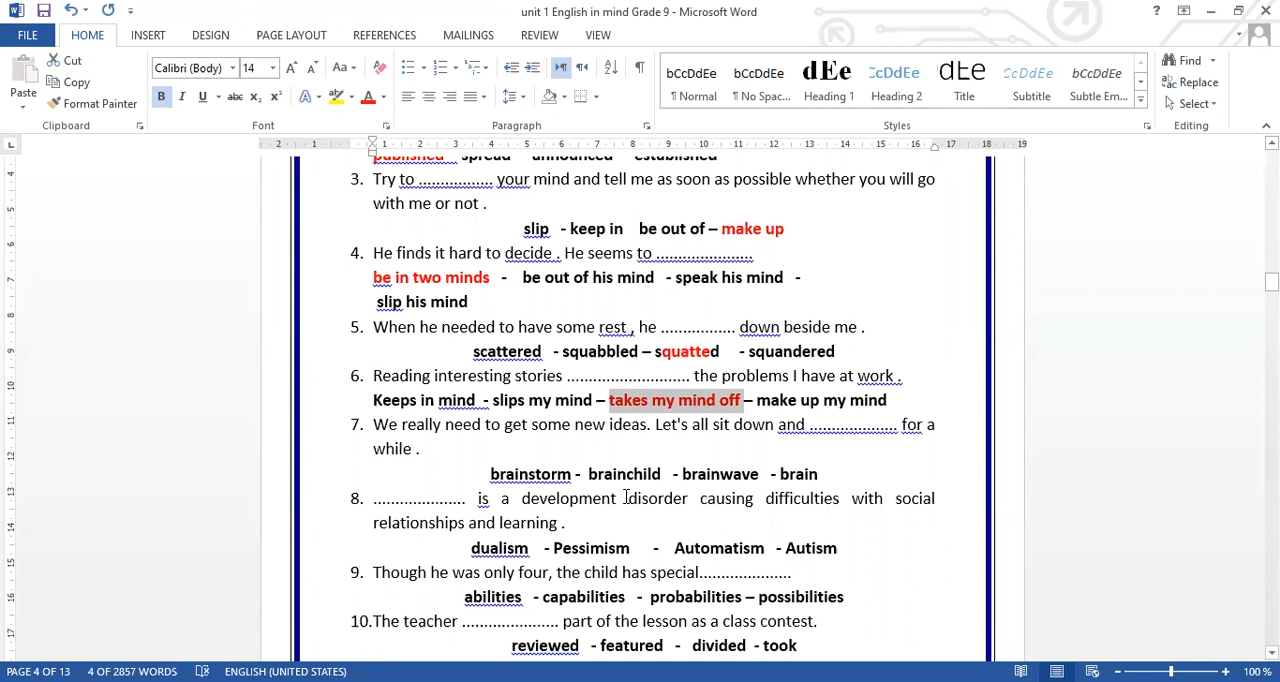 unit 1 English in mind Grade 9 - Microsoft Word
FILE HOME INSERT DESIGN PAGE LAYOUT REFERENCES MAILINGS REVIEW VIEW
Paste Cut Copy Format Painter
Calibri (Body) 14
AaBbCcDdEe AaBbCcDdEe
¶ Normal ¶ No Spac... Heading 1 Heading 2 Title Subtitle Subtle Em...
Find Replace Select
Clipboard Font Paragraph Styles Editing
published spread announced established
3. Try to ................ your mind and tell me as soon as possible whether you will go
with me or not .
slip - keep in be out of – make up
4. He finds it hard to decide . He seems to .....................
be in two minds - be out of his mind - speak his mind -
slip his mind
5. When he needed to have some rest , he ................ down beside me .
scattered - squabbled – squatted - squandered
6. Reading interesting stories .......................... the problems I have at work .
Keeps in mind - slips my mind – takes my mind off – make up my mind
7. We really need to get some new ideas. Let's all sit down and ................... for a
while .
brainstorm - brainchild - brainwave - brain
8. .................... is a development disorder causing difficulties with social
relationships and learning .
dualism - Pessimism - Automatism - Autism
9. Though he was only four, the child has special....................
abilities - capabilities - probabilities – possibilities
10.The teacher ..................... part of the lesson as a class contest.
reviewed - featured - divided - took
PAGE 4 OF 13 4 OF 2857 WORDS ENGLISH (UNITED STATES) 100 %